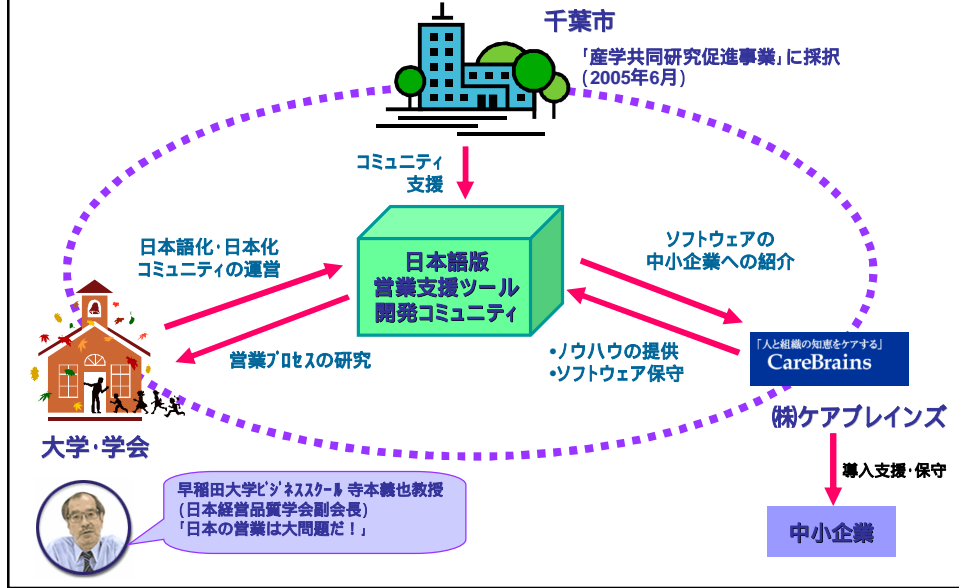 千葉市
「産学共同研究促進事業」に採択
(2005年6月)
コミュニティ
支援
日本語化･日本化
コミュニティの運営
日本語版
営業支援ツール
開発コミュニティ
ソフトウェアの
中小企業への紹介
営業ﾌﾟﾛｾｽの研究
•ノウハウの提供
•ソフトウェア保守
「人と組織の知恵をケアする」
CareBrains
㈱ケアブレインズ
大学･学会
導入支援･保守
中小企業
早稲田大学ﾋﾞｼﾞﾈｽｽｸｰﾙ 寺本義也教授
(日本経営品質学会副会長)
「日本の営業は大問題だ！」